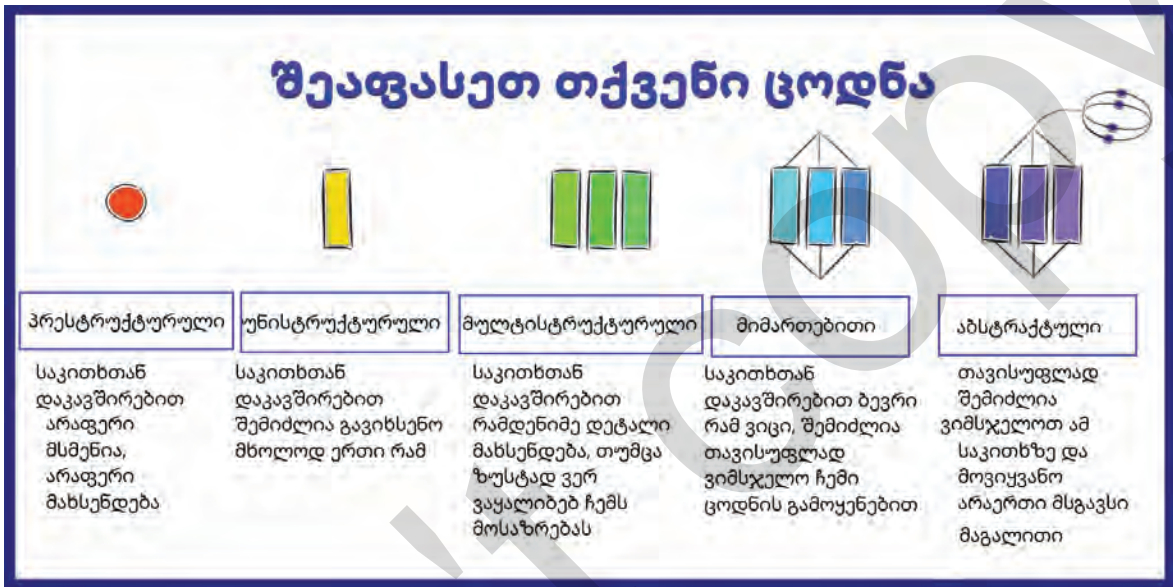 შეაფასეთ თქვენი ცოდნა
პრესტრუქტურული
საკითხთან
დაკავშირებით
არაფერი
მსმენია,
არაფერი
მახსენდება
უნისტრუქტურული
საკითხთან
დაკავშირებით
შემიძლია გავიხსენო
მხოლოდ ერთი რამ
მულტისტრუქტურული
საკითხთან
დაკავშირებით
რამდენიმე დეტალი
მახსენდება, თუმცა
ზუსტად ვერ
ვაყალიბებ ჩემს
მოსაზრებას
მიმართებითი
საკითხთან
დაკავშირებით ბევრი
რამ ვიცი, შემიძლია
თავისუფლად
ვიმსჯელო ჩემი
ცოდნის გამოყენებით
აბსტრაქტული
თავისუფლად
შემიძლია
ვიმსჯელოთ ამ
საკითხზე და
მოვიყვანო
არაერთი მსგავსი
მაგალითი